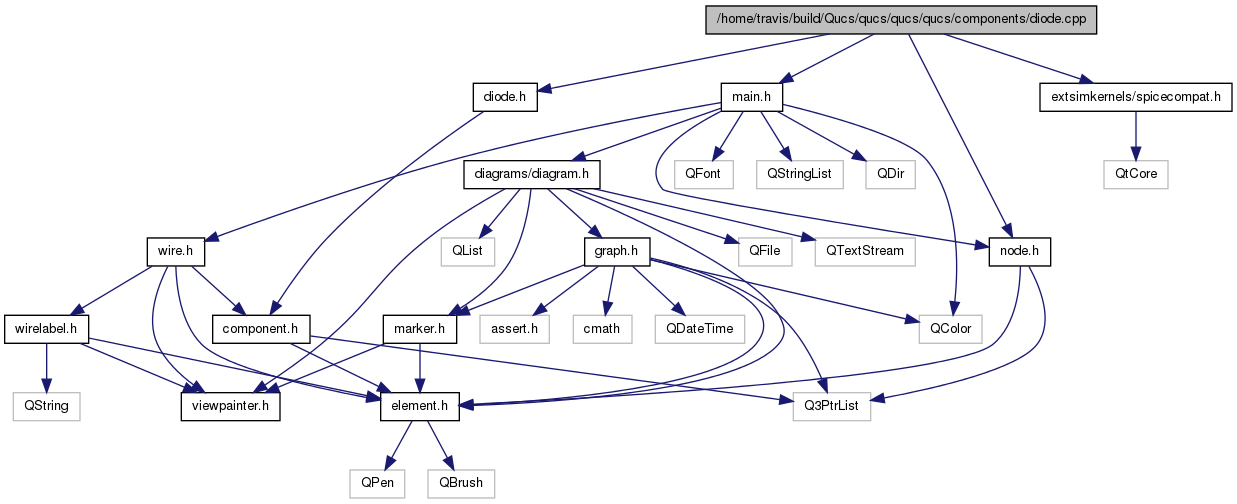 /home/travis/build/Qucs/qucs/qucs/qucs/components/diode.cpp
diode.h
main.h
extsimkernels/spicecompat.h
diagrams/diagram.h
QFont
QStringList
QDir
QtCore
wire.h
QList
graph.h
QFile
QTextStream
node.h
wirelabel.h
component.h
marker.h
assert.h
cmath
QDateTime
QColor
QString
viewpainter.h
element.h
Q3PtrList
QPen
QBrush